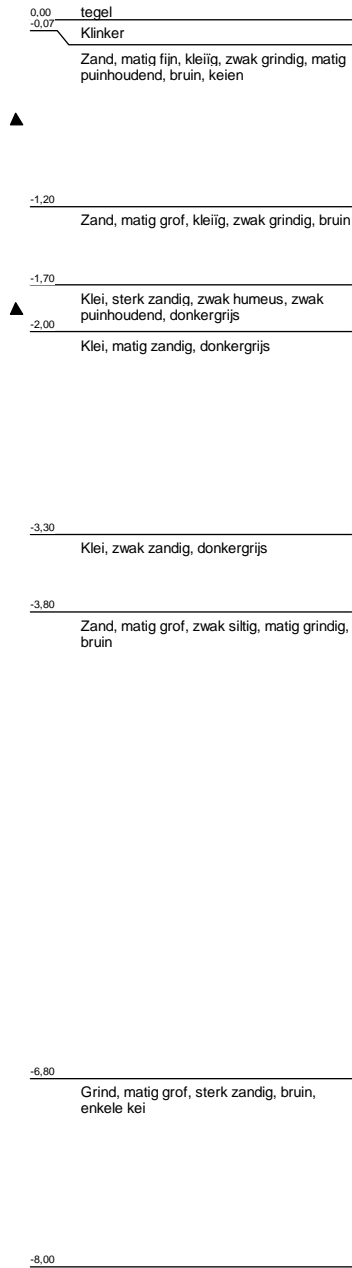 0,00 tegel
-0,07 Klinker
Zand, matig fijn, kleiïg, zwak grindig, matig
puinhoudend, bruin, keien
-1,20
Zand, matig grof, kleiïg, zwak grindig, bruin
-1,70
Klei, sterk zandig, zwak humeus, zwak
puinhoudend, donkergrijs
-2,00
Klei, matig zandig, donkergrijs
-3,30
Klei, zwak zandig, donkergrijs
-3,80
Zand, matig grof, zwak siltig, matig grindig,
bruin
-6,80
Grind, matig grof, sterk zandig, bruin,
enkele kei
-8,00